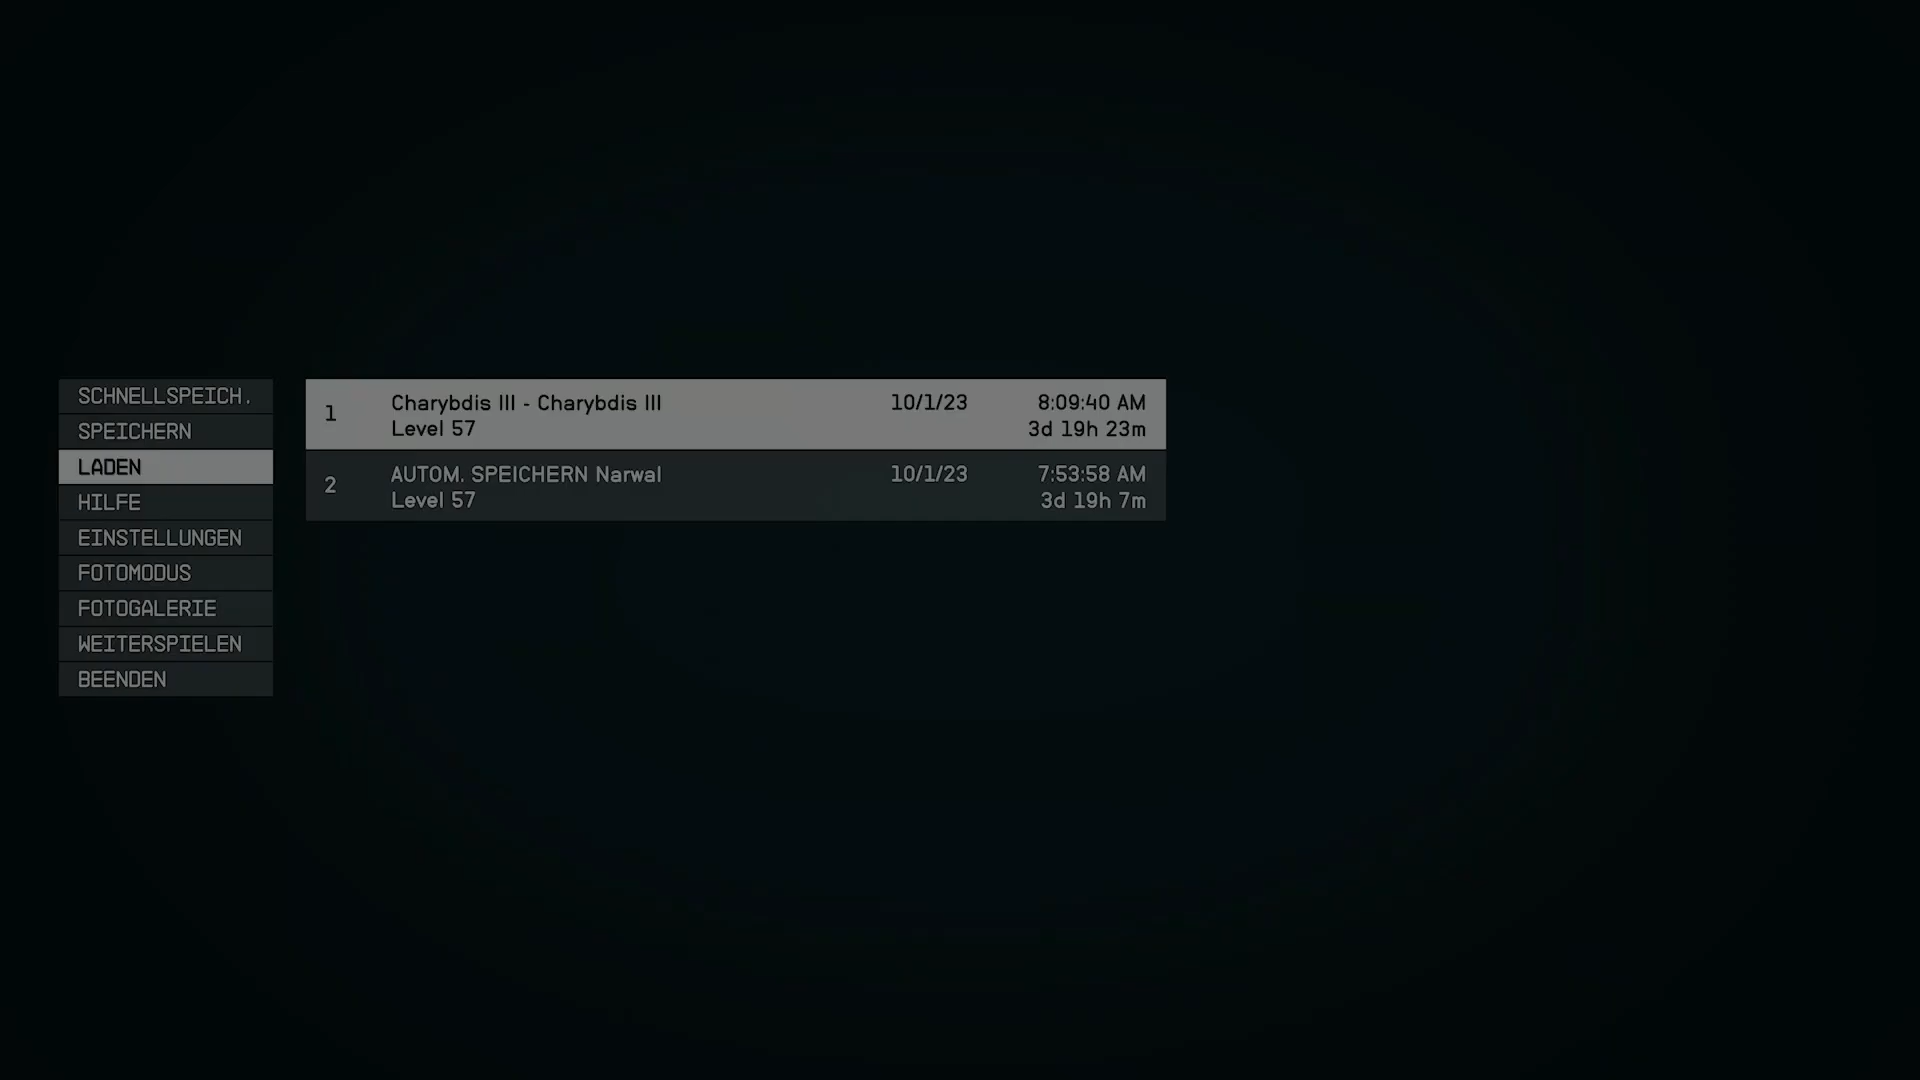 SCHNELLSPEICH.
SPEICHERN
LADEN
HILFE
EINSTELLUNGEN
FOTOMODUS
FOTOGALERIE
WEITERSPIELEN
BEENDEN
1 Charybdis III - Charybdis III 10/1/23 8:09:40 AM
Level 57 3d 19h 23m
2 AUTOM. SPEICHERN Narwal 10/1/23 7:53:58 AM
Level 57 3d 19h 7m